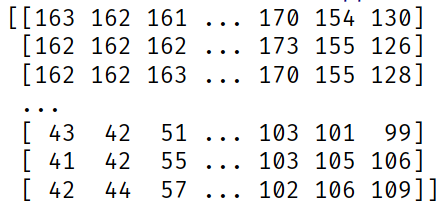 [[163 162 161 ... 170 154 130]
[162 162 162 ... 173 155 126]
[162 162 163 ... 170 155 128]
...
[ 43 42 51 ... 103 101 99]
[ 41 42 55 ... 103 105 106]
[ 42 44 57 ... 102 106 109]]